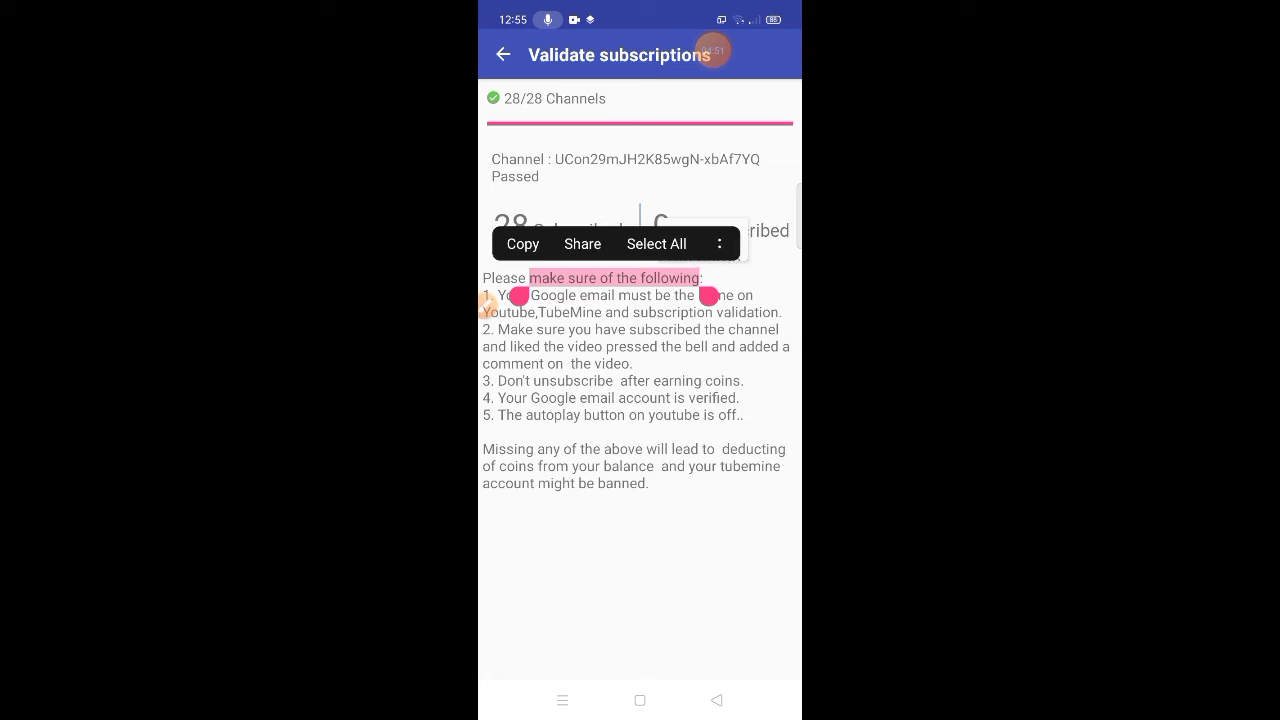 12:55
88
Validate subscriptions
04:51
28/28 Channels
Channel : UCon29mJH2K85wgN-xbAf7YQ
Passed
28
Copy Share Select All
Please make sure of the following:
1. Google email must be the on
Youtube,TubeMine and subscription validation.
2. Make sure you have subscribed the channel
and liked the video pressed the bell and added a
comment on the video.
3. Don't unsubscribe after earning coins.
4. Your Google email account is verified.
5. The autoplay button on youtube is off..
Missing any of the above will lead to deducting
of coins from your balance and your tubemine
account might be banned.